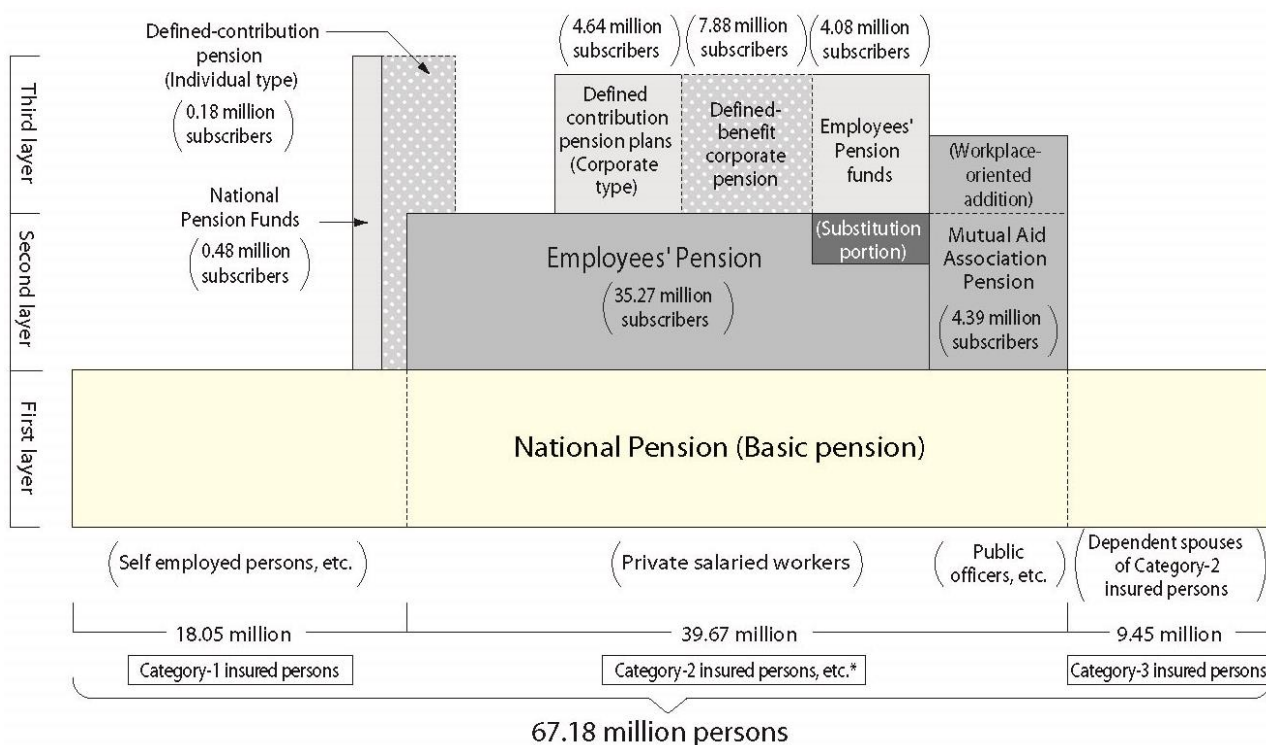 Defined-contribution
pension
(Individual type)
(0.18 million
subscribers)
National
Pension Funds
(0.48 million
subscribers)
(4.64 million
subscribers)
(7.88 million
subscribers)
(4.08 million
subscribers)
Third layer
Defined
contribution
pension plans
(Corporate
type)
Defined-
benefit
corporate
pension
Employees'
Pension
funds
(Workplace-
oriented
addition)
Second layer
Employees' Pension
(35.27 million
subscribers)
(Substitution
portion)
Mutual Aid
Association
Pension
(4.39 million
subscribers)
First layer
National Pension (Basic pension)
(Self employed persons, etc.)
(Private salaried workers)
(Public
officers, etc.)
(Dependent spouses
of Category-2
insured persons)
18.05 million
39.67 million
9.45 million
Category-1 insured persons
Category-2 insured persons, etc.*
Category-3 insured persons
67.18 million persons